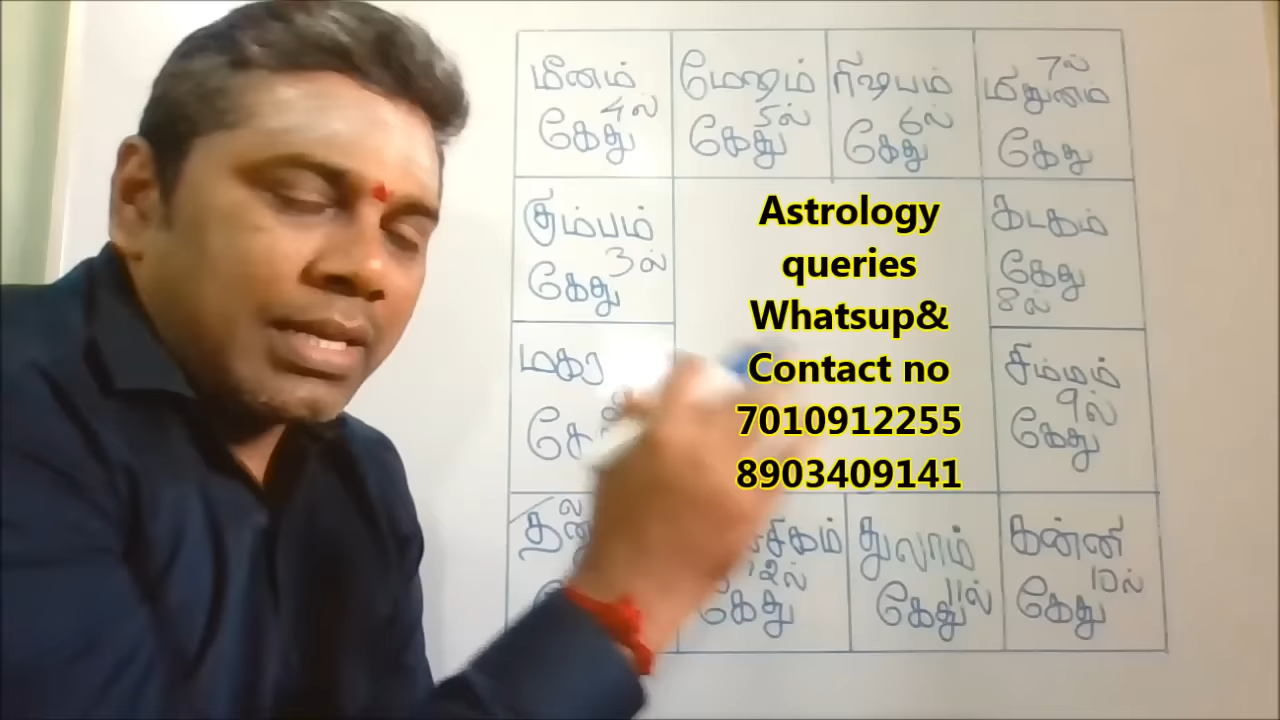 மீனம்
4ல்
கேது
மேஷம்
5ல்
கேது
ரிஷபம்
6ல்
கேது
7ல்
மிதுனம்
கேது
கும்பம்
3ல்
கேது
Astrology
queries
Whatsup&
Contact no
7010912255
8903409141
கடகம்
கேது
8ல்
சிம்மம்
9ல்
கேது
12ல்
கேது
துலாம்
11ல்
கேது
கன்னி
10ல்
கேது